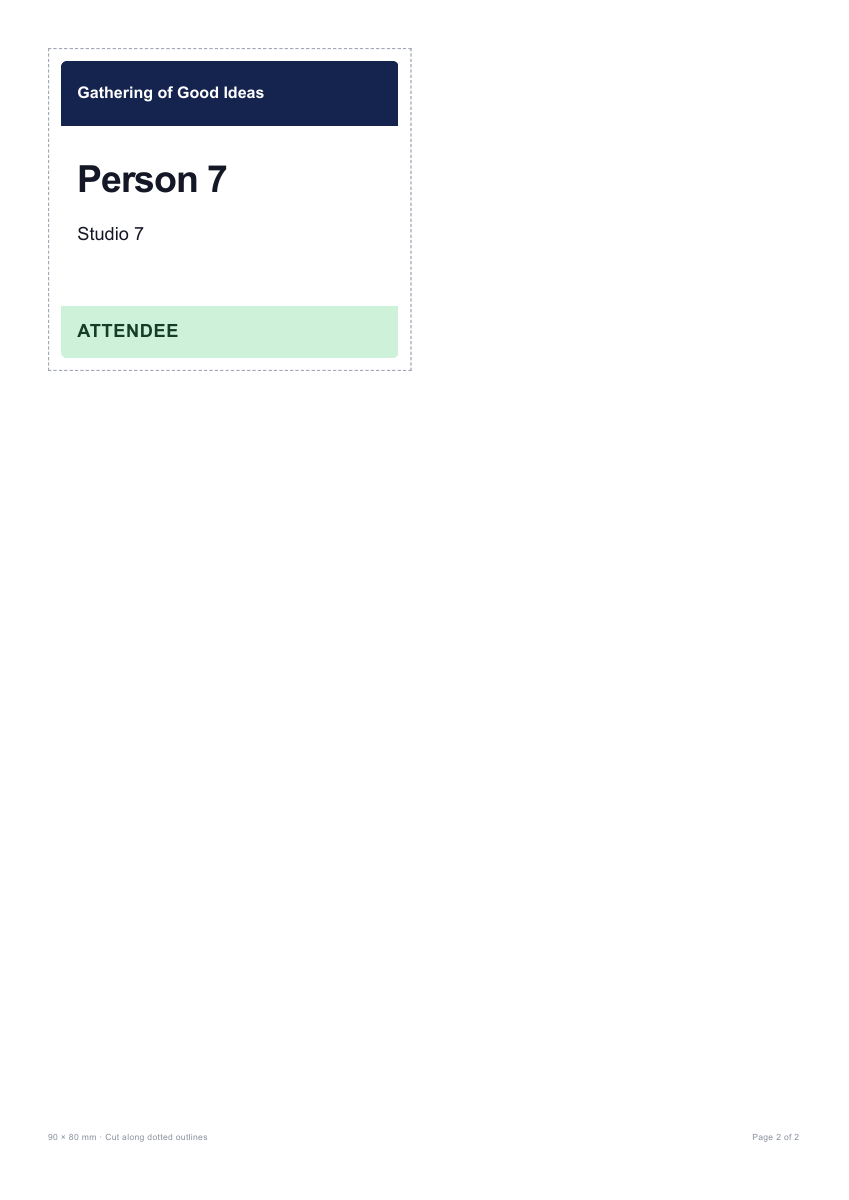 Gathering of Good Ideas
Person 7
Studio 7
ATTENDEE
90 × 80 mm · Cut along dotted outlines
Page 2 of 2